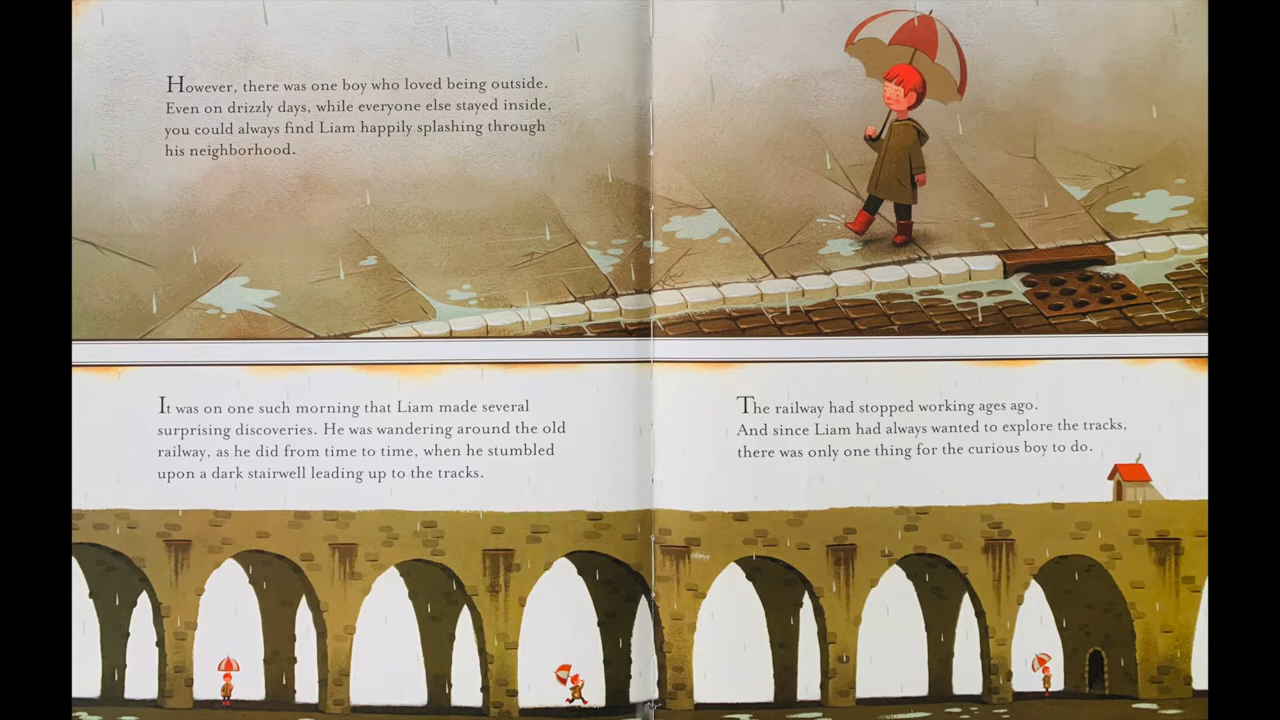 However, there was one boy who loved being outside.
Even on drizzly days, while everyone else stayed inside,
you could always find Liam happily splashing through
his neighborhood.
It was on one such morning that Liam made several
surprising discoveries. He was wandering around the old
railway, as he did from time to time, when he stumbled
upon a dark stairwell leading up to the tracks.
The railway had stopped working ages ago.
And since Liam had always wanted to explore the tracks,
there was only one thing for the curious boy to do.